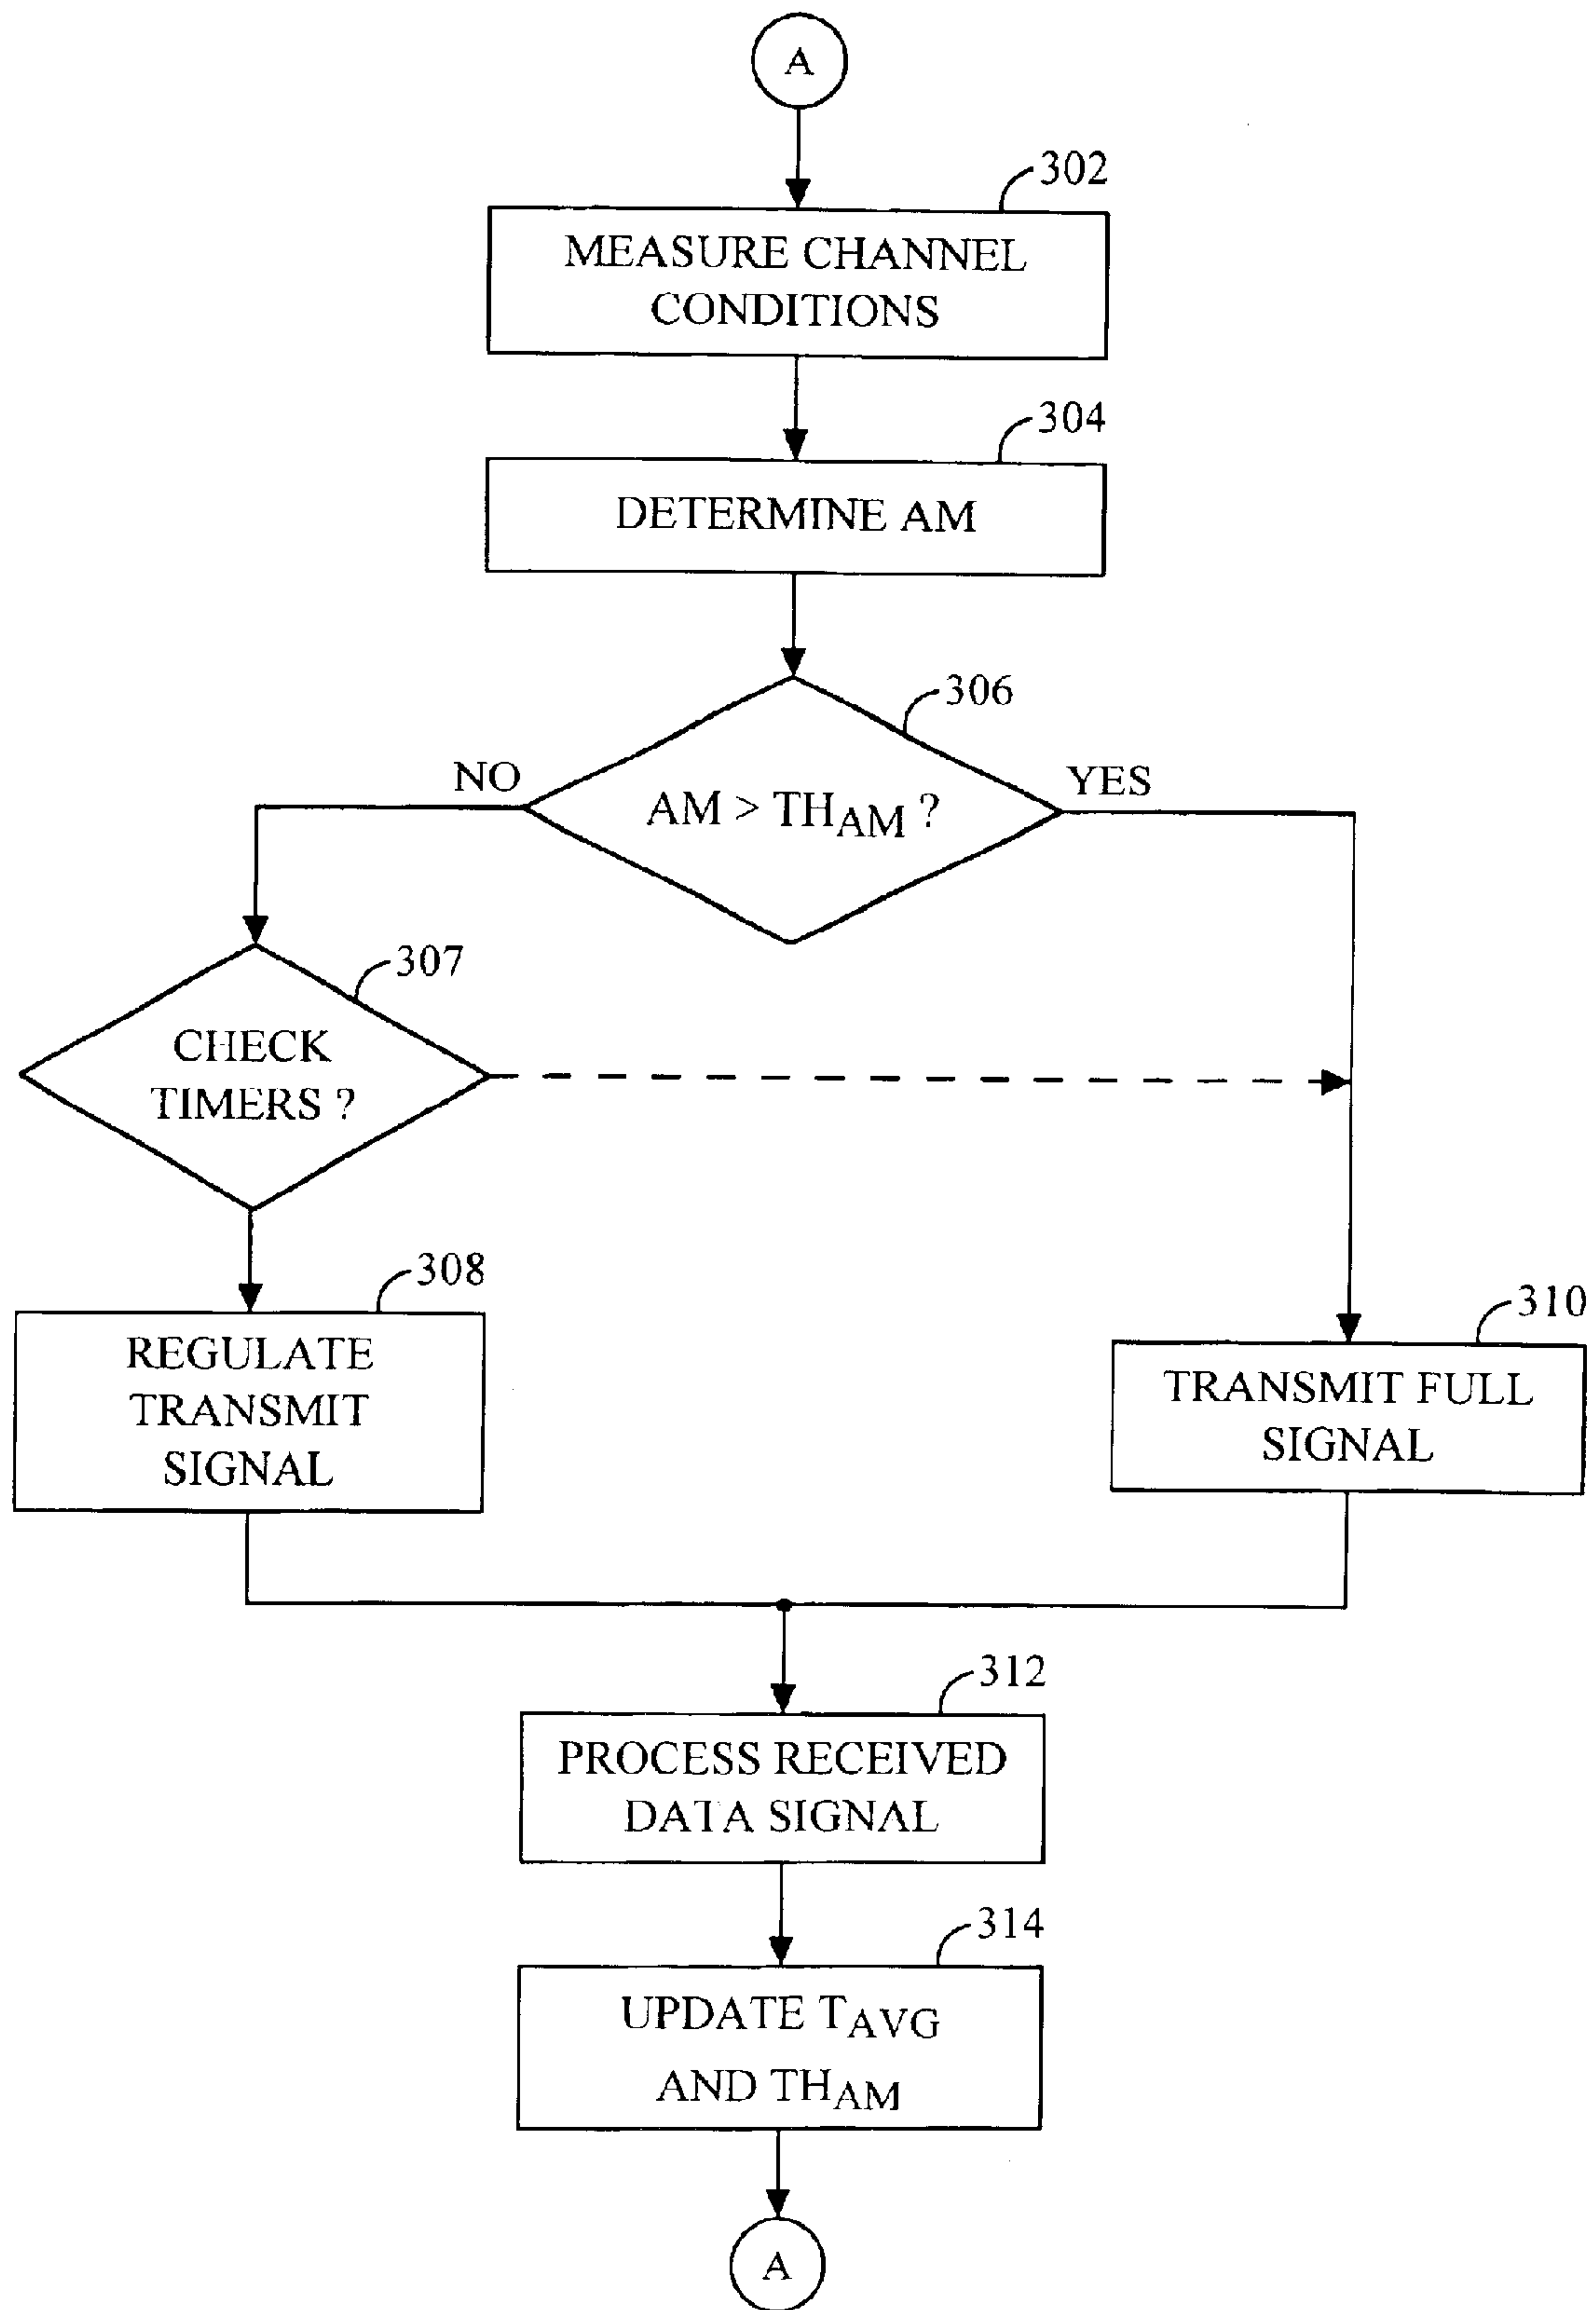 A
302
MEASURE CHANNEL
CONDITIONS
304
DETERMINE AM
306
NO
YES
AM > THAM ?
307
CHECK
TIMERS ?
308
REGULATE
TRANSMIT
SIGNAL
310
TRANSMIT FULL
SIGNAL
312
PROCESS RECEIVED
DATA SIGNAL
314
UPDATE TAVG
AND THAM
A